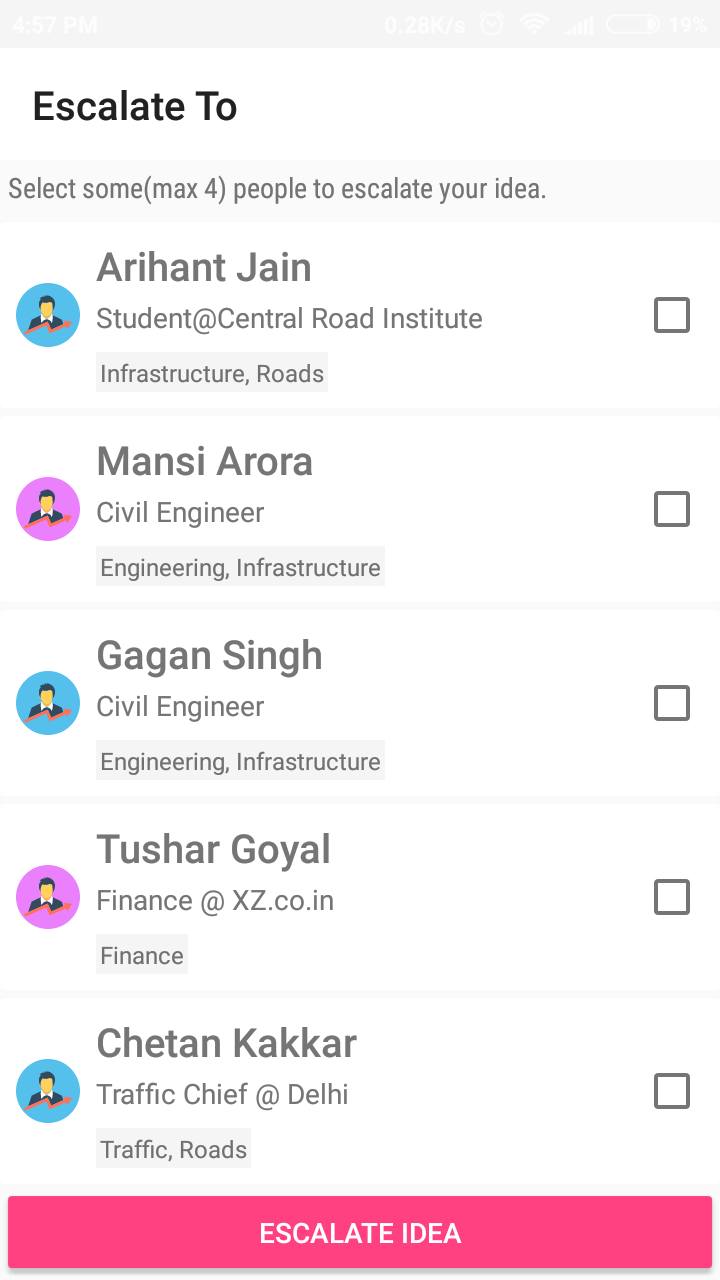 4:57 PM 0.28K/s 19%
Escalate To
Select some(max 4) people to escalate your idea.
Arihant Jain
Student@Central Road Institute
Infrastructure, Roads
Mansi Arora
Civil Engineer
Engineering, Infrastructure
Gagan Singh
Civil Engineer
Engineering, Infrastructure
Tushar Goyal
Finance @ XZ.co.in
Finance
Chetan Kakkar
Traffic Chief @ Delhi
Traffic, Roads
ESCALATE IDEA